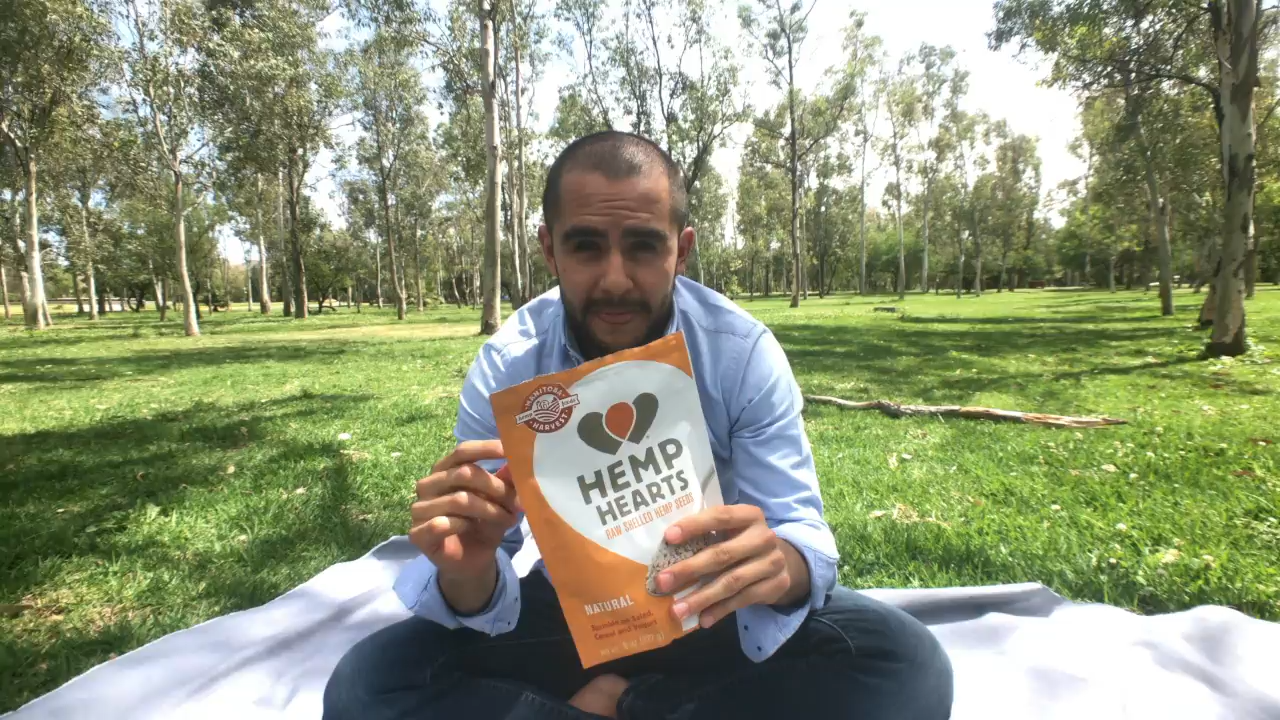 MANITOBA
HARVEST
HEMP
HEARTS
RAW SHELLED HEMP SEEDS
NATURAL
Sprinkle on Salad,
Cereal and Yogurt